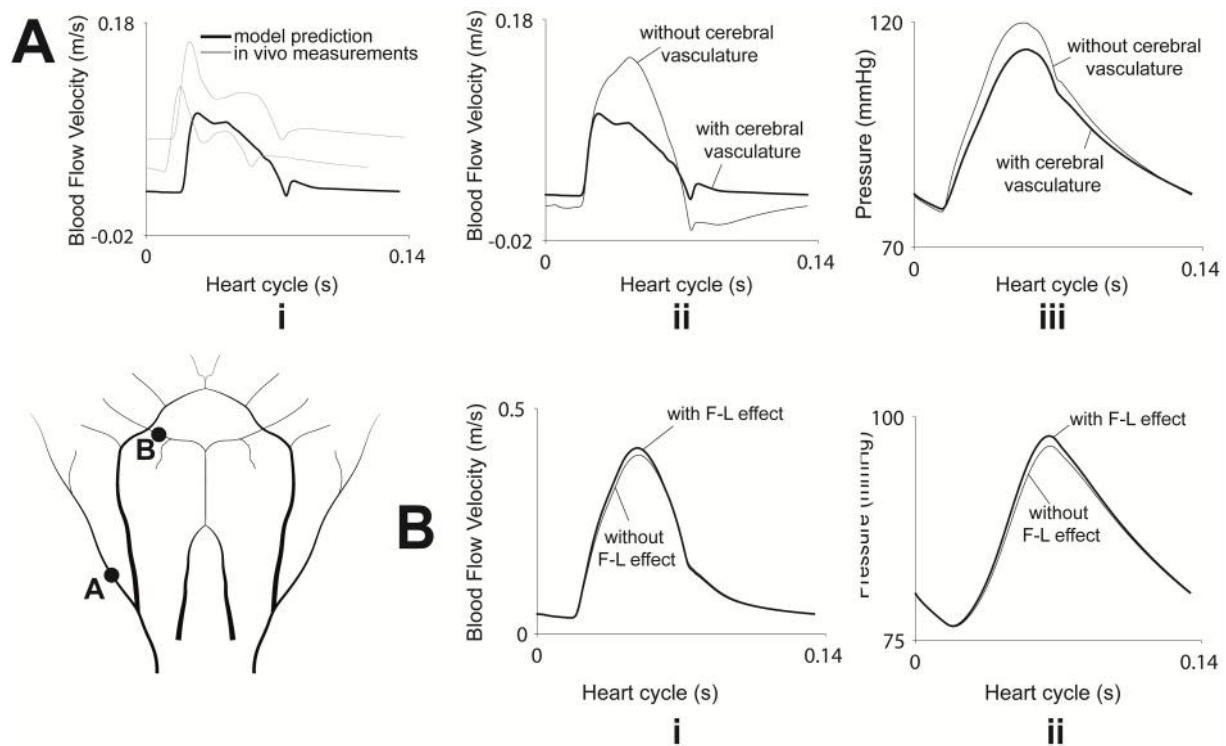 A
Blood Flow Velocity (m/s)
0.18
-0.02
model prediction
in vivo measurements
0
0.14
Heart cycle (s)
i
Blood Flow Velocity (m/s)
0.18
-0.02
without cerebral
vasculature
with cerebral
vasculature
0
0.14
Heart cycle (s)
ii
Pressure (mmHg)
120
70
without cerebral
vasculature
with cerebral
vasculature
0
0.14
Heart cycle (s)
iii
B
A
B
Blood Flow Velocity (m/s)
0.5
0
with F-L effect
without
F-L effect
0
0.14
Heart cycle (s)
i
Pressure (mmHg)
100
75
with F-L effect
without
F-L effect
0
0.14
Heart cycle (s)
ii